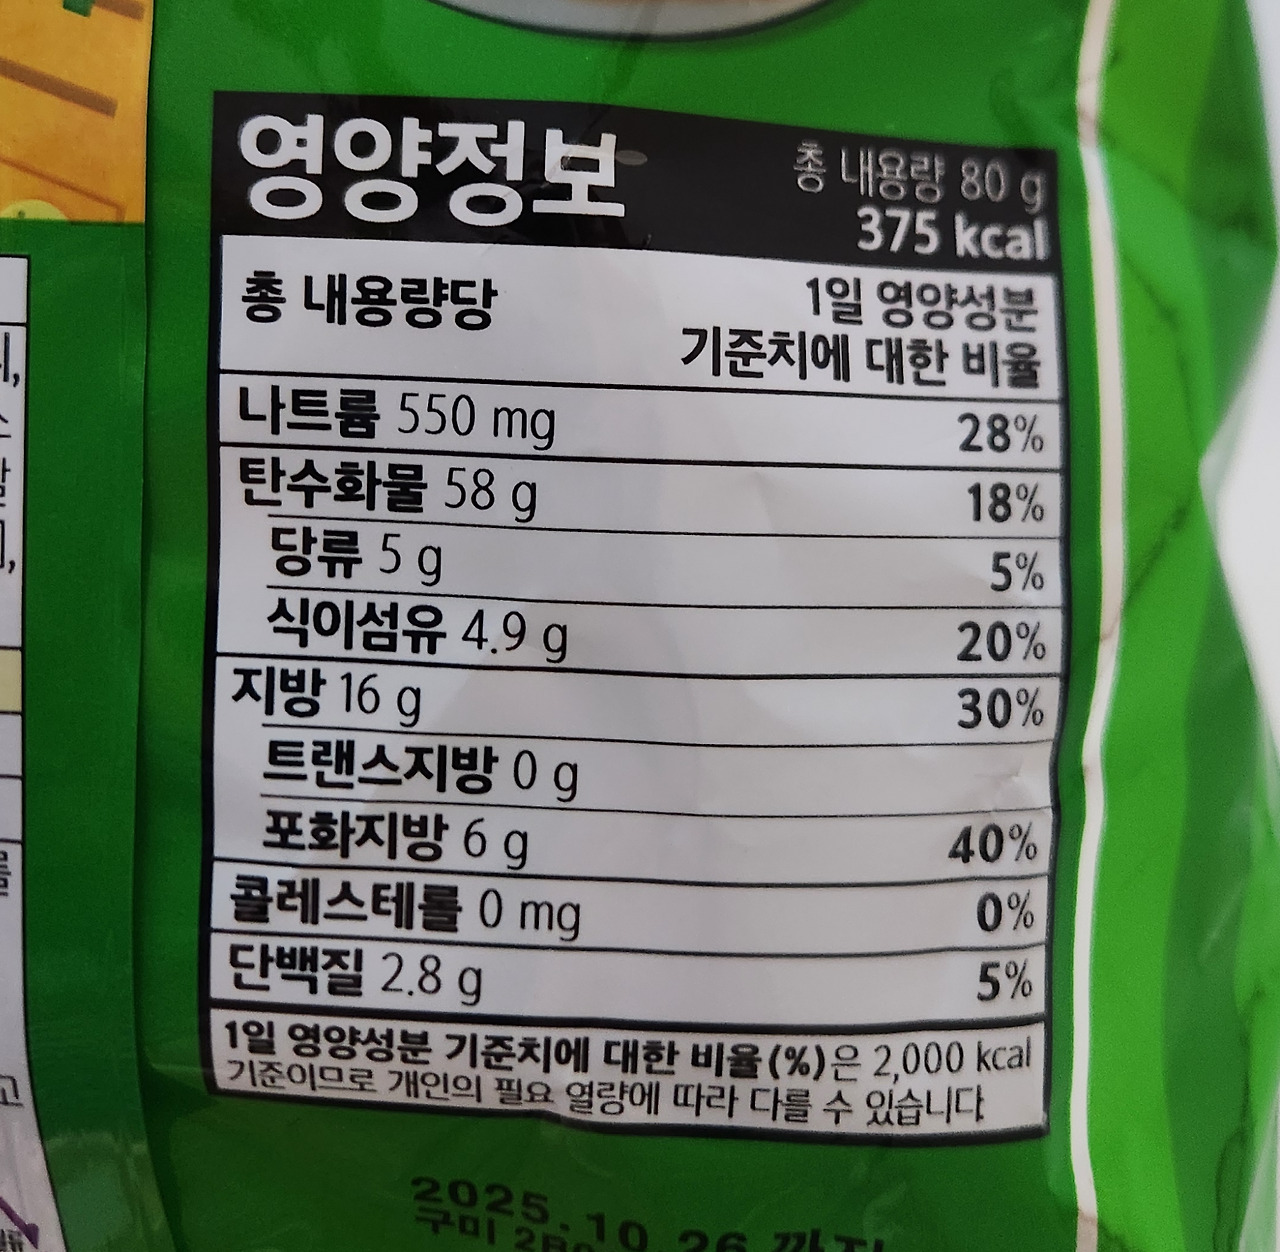 영양정보
총 내용량 80 g
375 kcal
총 내용량당
1일 영양성분
기준치에 대한 비율
나트륨 550 mg 28%
탄수화물 58 g 18%
당류 5 g 5%
식이섬유 4.9 g 20%
지방 16 g 30%
트랜스지방 0 g
포화지방 6 g 40%
콜레스테롤 0 mg 0%
단백질 2.8 g 5%
1일 영양성분 기준치에 대한 비율(%)은 2,000 kcal
기준이므로 개인의 필요 열량에 따라 다를 수 있습니다
2025.10.26 까지
구미
고